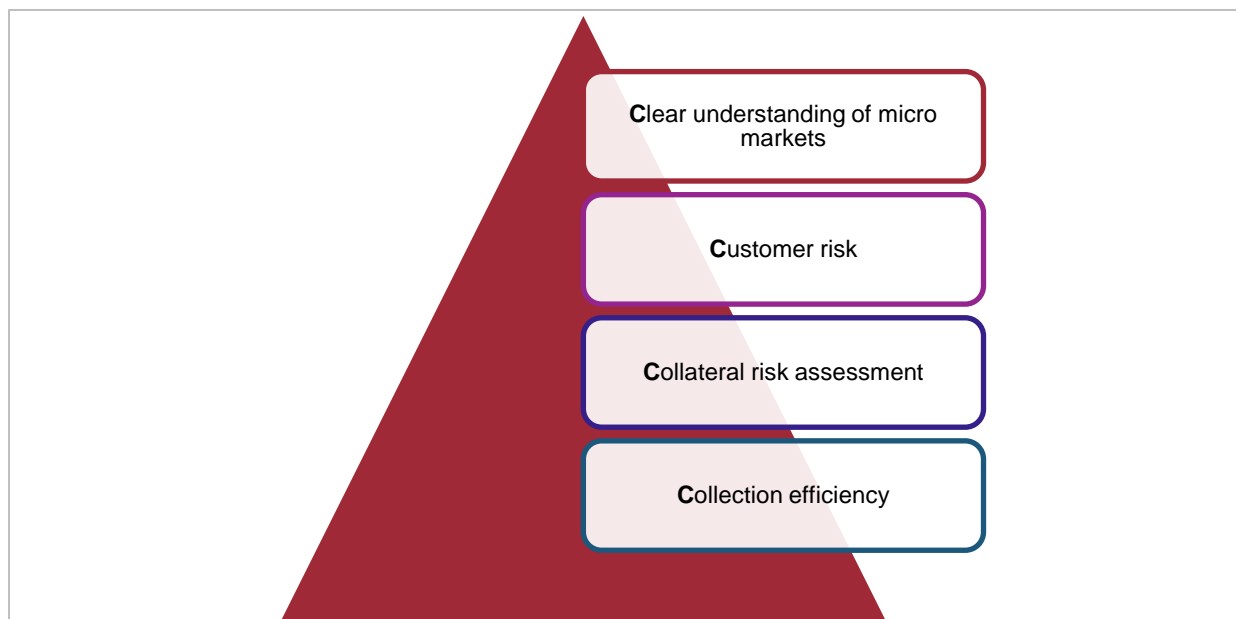 Clear understanding of micro
markets
Customer risk
Collateral risk assessment
Collection efficiency